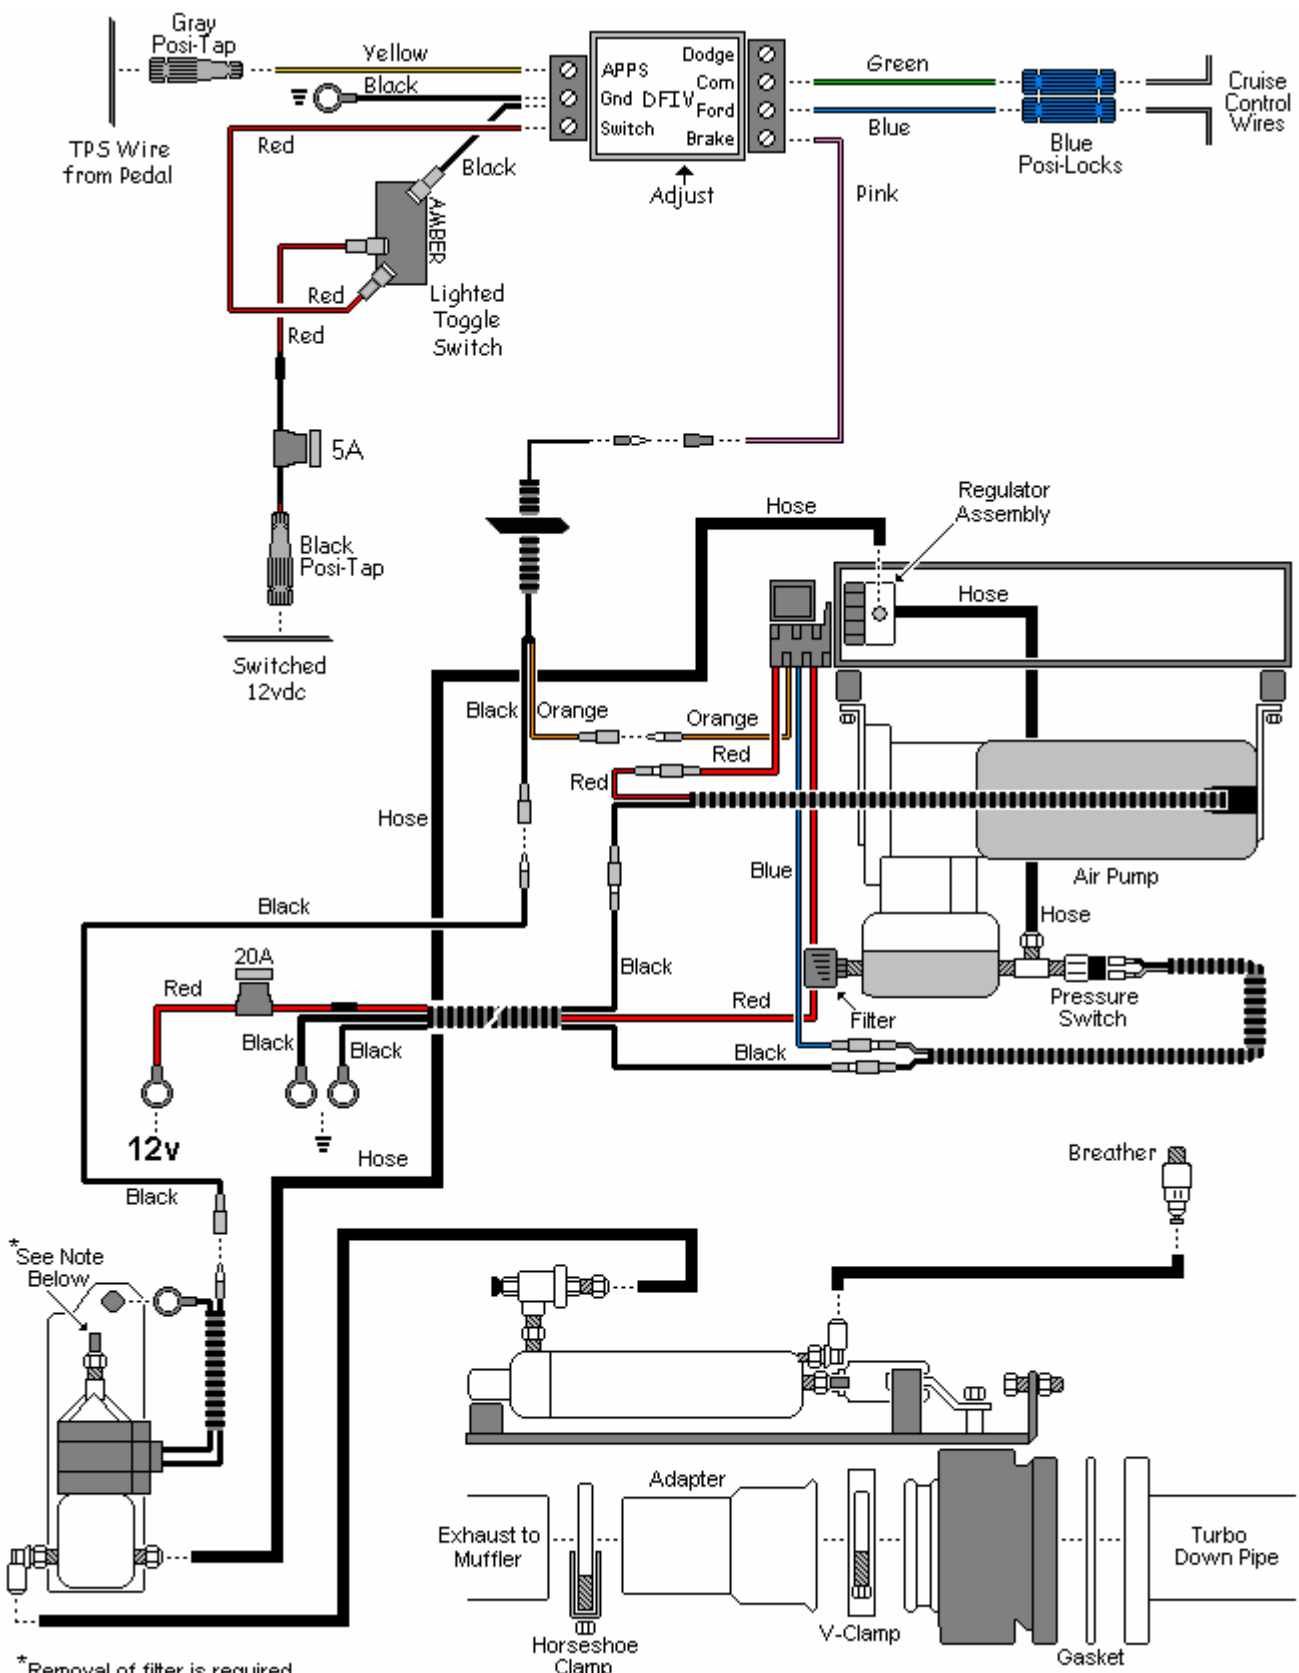 Gray
Posi-Tap
Yellow
Black
Red
TPS Wire
from Pedal
APPS
Gnd
DFIV
Switch
Dodge
Com
Ford
Brake
Adjust
Green
Blue
Blue
Posi-Locks
Cruise
Control
Wires
Pink
Black
AMBER
Red
Red
Lighted
Toggle
Switch
5A
Black
Posi-Tap
Switched
12vdc
Hose
Regulator
Assembly
Hose
Black
Orange
Orange
Red
Red
Hose
Blue
Air Pump
Hose
Black
20A
Red
Black
Red
Filter
Pressure
Switch
Black
Black
Black
12v
Hose
Breather
Black
*See Note
Below
Adapter
Exhaust to
Muffler
Turbo
Down Pipe
V-Clamp
Horseshoe
Clamp
Gasket
*Removal of filter is required